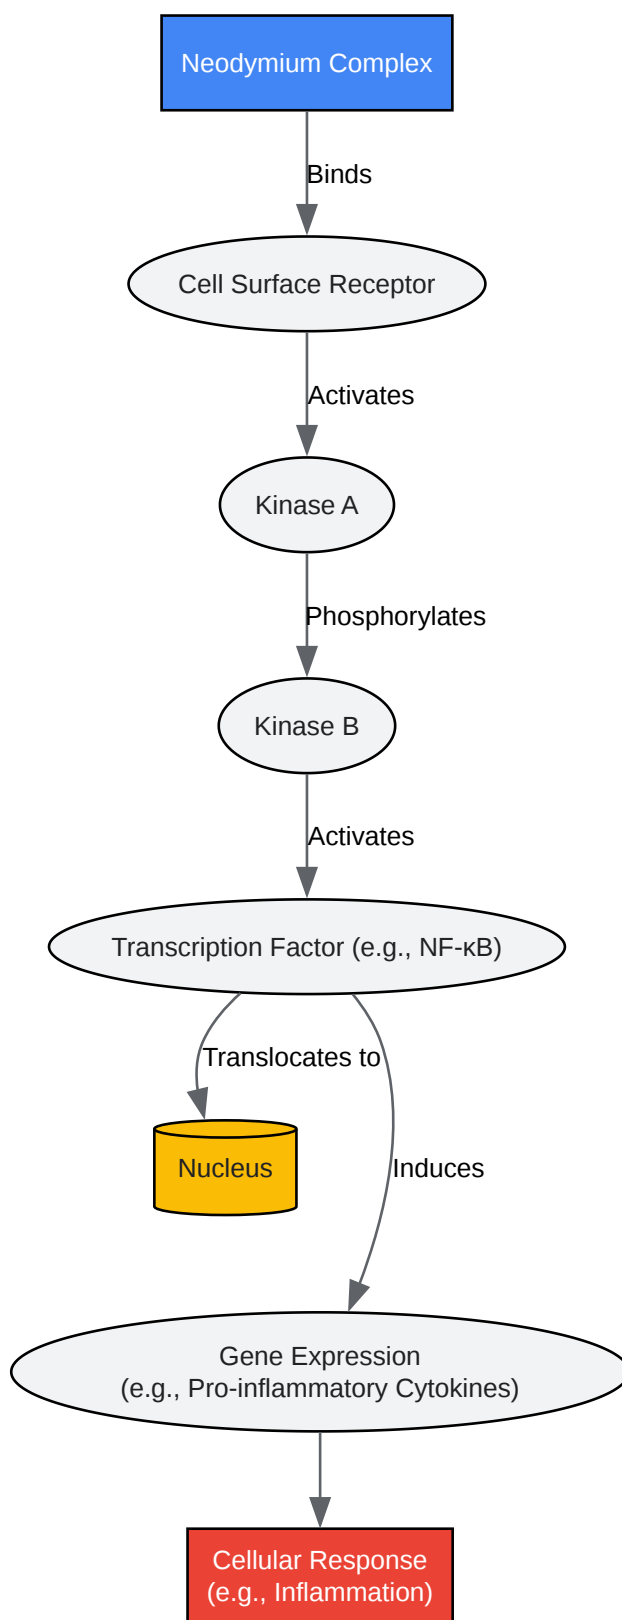 Neodymium Complex
Binds
Cell Surface Receptor
Activates
Kinase A
Phosphorylates
Kinase B
Activates
Transcription Factor (e.g., NF-κB)
Translocates to
Nucleus
Induces
Gene Expression
(e.g., Pro-inflammatory Cytokines)
Cellular Response
(e.g., Inflammation)